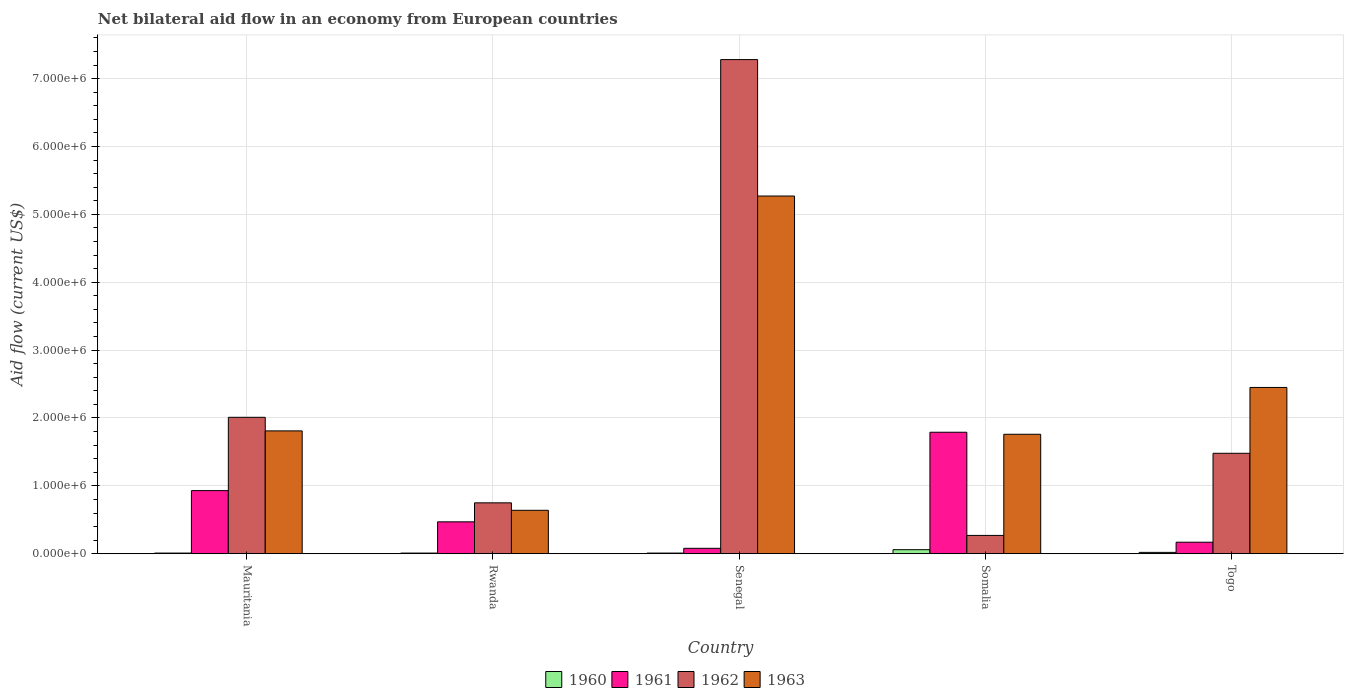 Net bilateral aid flow in an economy from European countries
Aid flow (current US$)
7.000e+6
6.000e+6
5.000e+6
4.000e+6
3.000e+6
2.000e+6
1.000e+6
0.000e+0
Mauritania
Rwanda
Senegal
Somalia
Togo
Country
1960 1961 1962 1963